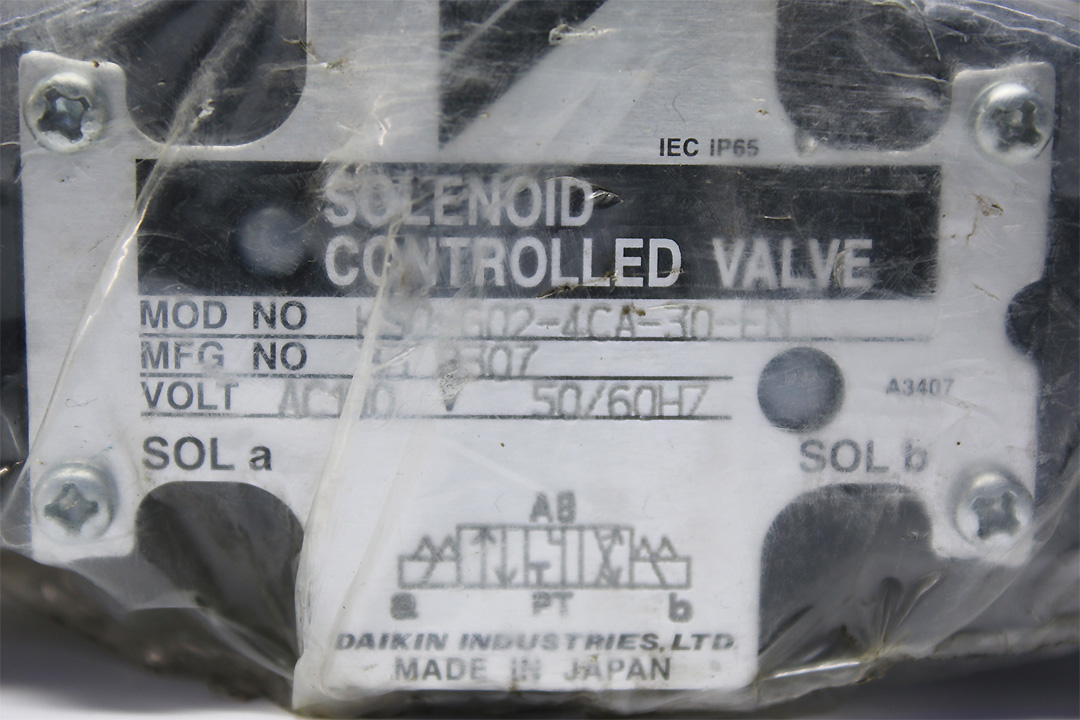 IEC IP65
SOLENOID
CONTROLLED VALVE
MOD NO
MFG NO
VOLT AC100 V 50/60HZ
A3407
SOL a SOL b
AB
a PT b
DAIKIN INDUSTRIES, LTD.
MADE IN JAPAN